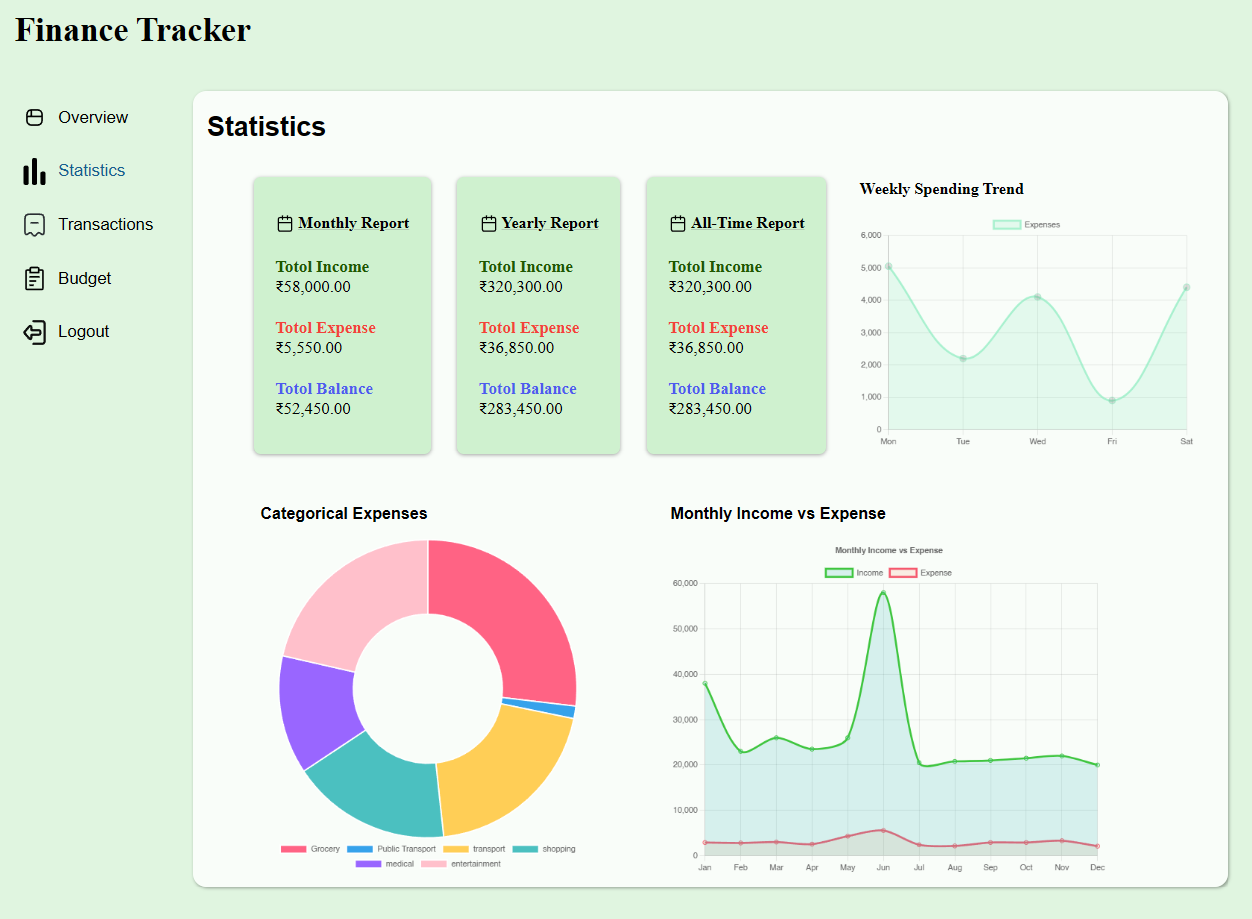 Finance Tracker
Overview
Statistics
Transactions
Budget
Logout
Statistics
Monthly Report
Totol Income
₹58,000.00
Totol Expense
₹5,550.00
Totol Balance
₹52,450.00
Yearly Report
Totol Income
₹320,300.00
Totol Expense
₹36,850.00
Totol Balance
₹283,450.00
All-Time Report
Totol Income
₹320,300.00
Totol Expense
₹36,850.00
Totol Balance
₹283,450.00
Weekly Spending Trend
Expenses
6,000
5,000
4,000
3,000
2,000
1,000
0
Mon Tue Wed Fri Sat
Categorical Expenses
Grocery Public Transport transport shopping
medical entertainment
Monthly Income vs Expense
Monthly Income vs Expense
Income Expense
60,000
50,000
40,000
30,000
20,000
10,000
0
Jan Feb Mar Apr May Jun Jul Aug Sep Oct Nov Dec